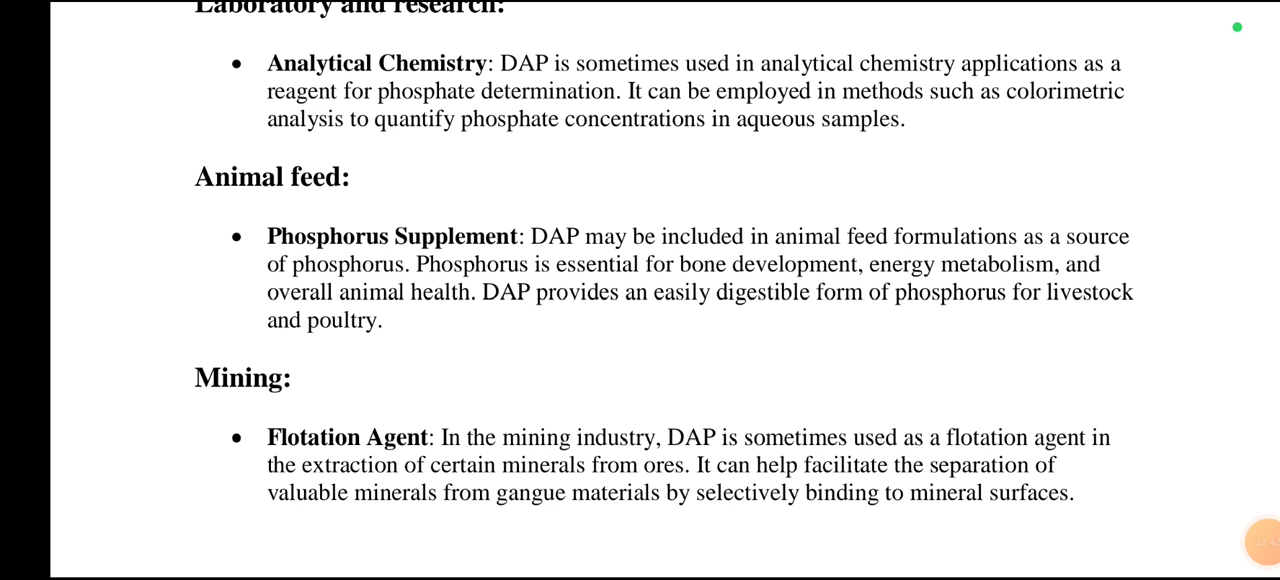 Laboratory and research:
• Analytical Chemistry: DAP is sometimes used in analytical chemistry applications as a
reagent for phosphate determination. It can be employed in methods such as colorimetric
analysis to quantify phosphate concentrations in aqueous samples.
Animal feed:
• Phosphorus Supplement: DAP may be included in animal feed formulations as a source
of phosphorus. Phosphorus is essential for bone development, energy metabolism, and
overall animal health. DAP provides an easily digestible form of phosphorus for livestock
and poultry.
Mining:
• Flotation Agent: In the mining industry, DAP is sometimes used as a flotation agent in
the extraction of certain minerals from ores. It can help facilitate the separation of
valuable minerals from gangue materials by selectively binding to mineral surfaces.